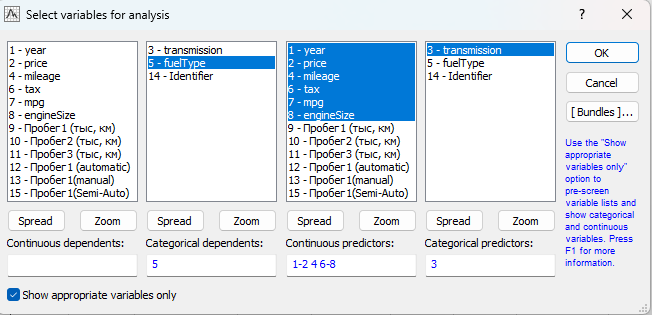 Select variables for analysis
?
1 - year
2 - price
4 - mileage
6 - tax
7 - mpg
8 - engineSize
9 - Пробег1 (тыс, км)
10 - Пробег2 (тыс, км)
11 - Пробег3 (тыс, км)
12 - Пробег1 (automatic)
13 - Пробег1(manual)
15 - Пробег1(Semi-Auto)
3 - transmission
5 - fuelType
14 - Identifier
1 - year
2 - price
4 - mileage
6 - tax
7 - mpg
8 - engineSize
9 - Пробег1 (тыс, км)
10 - Пробег2 (тыс, км)
11 - Пробег3 (тыс, км)
12 - Пробег1 (automatic)
13 - Пробег1(manual)
15 - Пробег1(Semi-Auto)
3 - transmission
5 - fuelType
14 - Identifier
OK
Cancel
[ Bundles ]...
Use the "Show
appropriate
variables only"
option to
pre-screen
variable lists and
show categorical
and continuous
variables. Press
F1 for more
information.
Spread Zoom Spread Zoom Spread Zoom Spread Zoom
Continuous dependents: Categorical dependents: Continuous predictors: Categorical predictors:
5 1-2 4 6-8 3
Show appropriate variables only